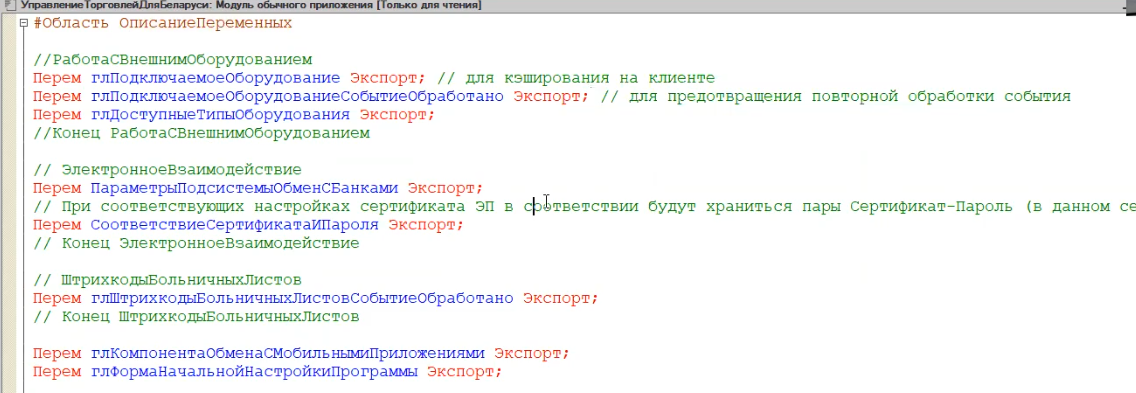 УправлениеТорговлейДляБеларуси: Модуль обычного приложения [Только для чтения]
#Область ОписаниеПеременных
//РаботаСВнешнимОборудованием
Перем глПодключаемоеОборудование Экспорт; // для кэширования на клиенте
Перем глПодключаемоеОборудованиеСобытиеОбработано Экспорт; // для предотвращения повторной обработки события
Перем глДоступныеТипыОборудования Экспорт;
//Конец РаботаСВнешнимОборудованием
// ЭлектронноеВзаимодействие
Перем ПараметрыПодсистемыОбменСБанками Экспорт;
// При соответствующих настройках сертификата ЭП в соответствии будут храниться пары Сертификат-Пароль (в данном се
Перем СоответствиеСертификатаИПароля Экспорт;
// Конец ЭлектронноеВзаимодействие
// ШтрихкодыБольничныхЛистов
Перем глШтрихкодыБольничныхЛистовСобытиеОбработано Экспорт;
// Конец ШтрихкодыБольничныхЛистов
Перем глКомпонентаОбменаСМобильнымиПриложениями Экспорт;
Перем глФормаНачальнойНастройкиПрограммы Экспорт;